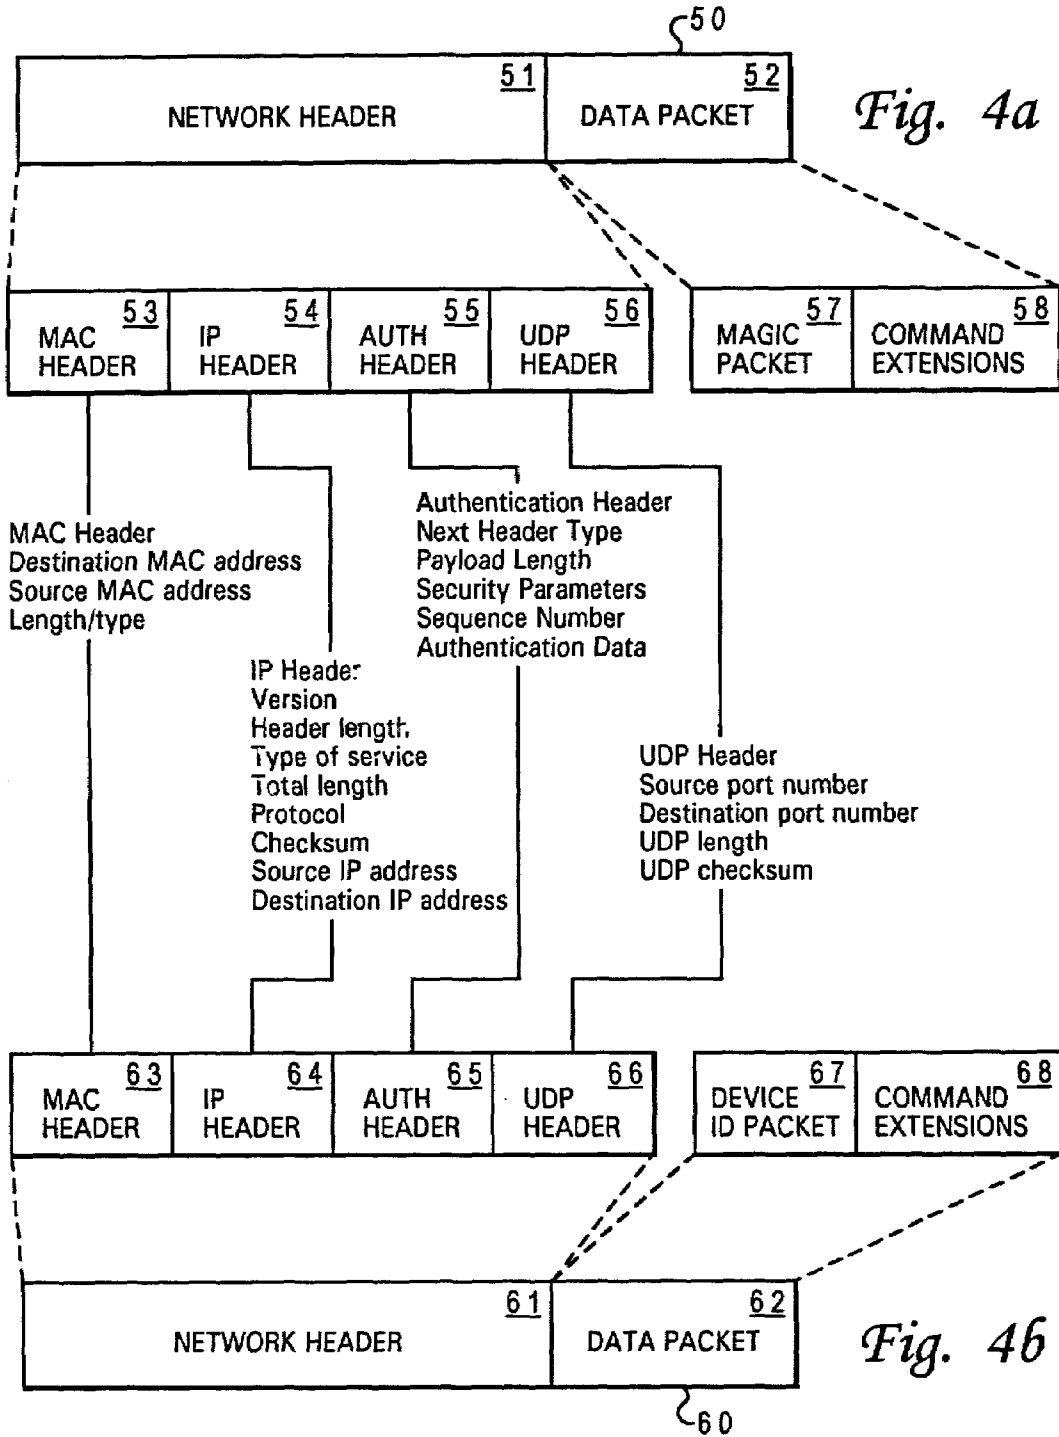 50
51
52
NETWORK HEADER
DATA PACKET
Fig. 4a
53
54
55
56
57
58
MAC HEADER
IP HEADER
AUTH HEADER
UDP HEADER
MAGIC PACKET
COMMAND EXTENSIONS
MAC Header
Destination MAC address
Source MAC address
Length/type
Authentication Header
Next Header Type
Payload Length
Security Parameters
Sequence Number
Authentication Data
IP Header
Version
Header length
Type of service
Total length
Protocol
Checksum
Source IP address
Destination IP address
UDP Header
Source port number
Destination port number
UDP length
UDP checksum
63
64
65
66
67
68
MAC HEADER
IP HEADER
AUTH HEADER
UDP HEADER
DEVICE ID PACKET
COMMAND EXTENSIONS
61
62
NETWORK HEADER
DATA PACKET
Fig. 4b
60